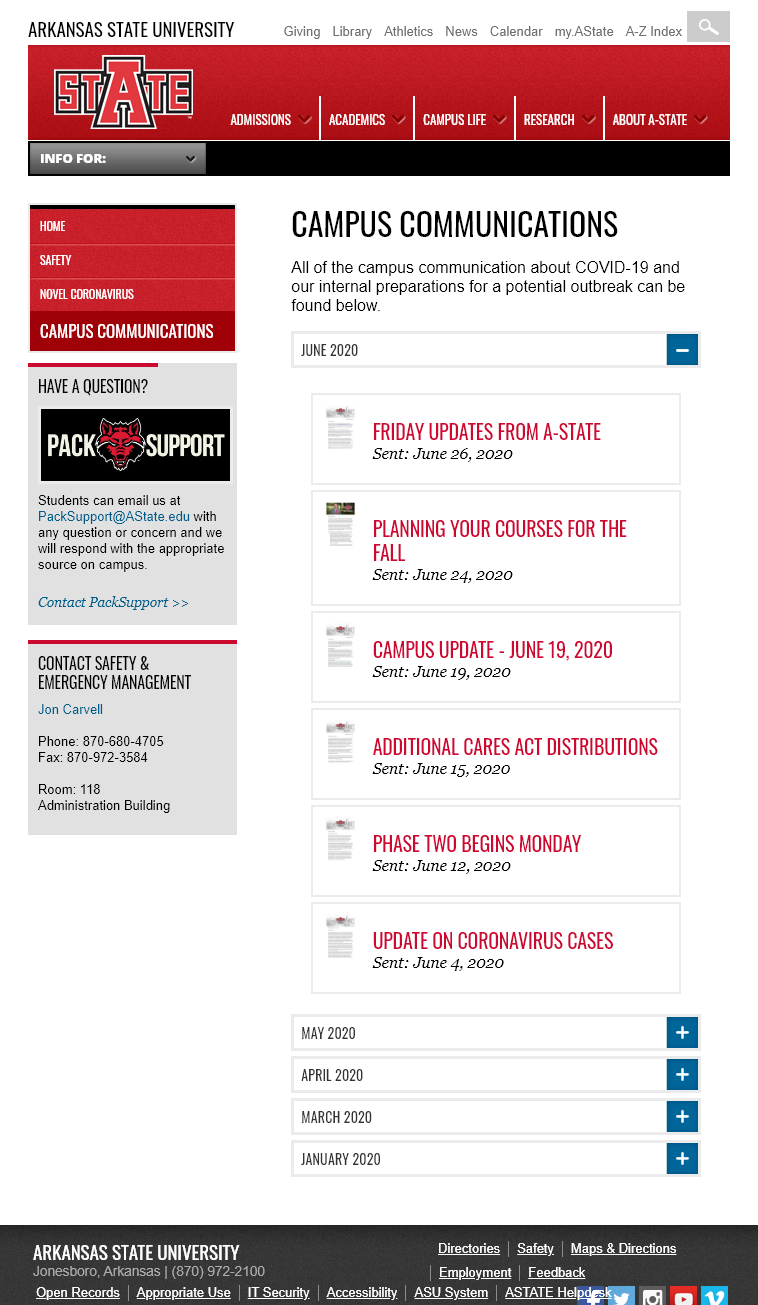 ARKANSAS STATE UNIVERSITY
Giving Library Athletics News Calendar my.AState A-Z Index
STATE
ADMISSIONS ACADEMICS CAMPUS LIFE RESEARCH ABOUT A-STATE
INFO FOR:
HOME
SAFETY
NOVEL CORONAVIRUS
CAMPUS COMMUNICATIONS
HAVE A QUESTION?
PACK SUPPORT
Students can email us at
PackSupport@AState.edu with
any question or concern and we
will respond with the appropriate
source on campus.
Contact PackSupport >>
CONTACT SAFETY &
EMERGENCY MANAGEMENT
Jon Carvell
Phone: 870-680-4705
Fax: 870-972-3584
Room: 118
Administration Building
CAMPUS COMMUNICATIONS
All of the campus communication about COVID-19 and
our internal preparations for a potential outbreak can be
found below.
JUNE 2020
FRIDAY UPDATES FROM A-STATE
Sent: June 26, 2020
PLANNING YOUR COURSES FOR THE
FALL
Sent: June 24, 2020
CAMPUS UPDATE - JUNE 19, 2020
Sent: June 19, 2020
ADDITIONAL CARES ACT DISTRIBUTIONS
Sent: June 15, 2020
PHASE TWO BEGINS MONDAY
Sent: June 12, 2020
UPDATE ON CORONAVIRUS CASES
Sent: June 4, 2020
MAY 2020
APRIL 2020
MARCH 2020
JANUARY 2020
ARKANSAS STATE UNIVERSITY
Jonesboro, Arkansas | (870) 972-2100
Directories Safety Maps & Directions
Employment Feedback
Open Records Appropriate Use IT Security Accessibility ASU System ASTATE Helpdesk